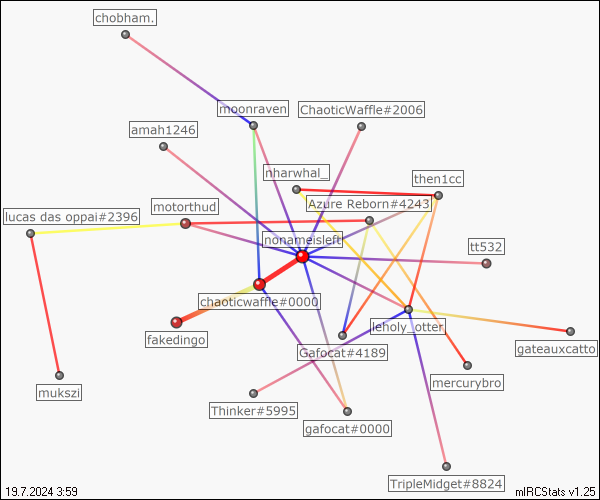 chobham.
moonraven
ChaoticWaffle#2006
amah1246
nharwhal_
then1cc
Azure Reborn#4243
motorthud
lucas das oppai#2396
nonameisleft
tt532
chaoticwaffle#0000
leholy_otter
fakedingo
Gafocat#4189
gateauxcatto
mercurybro
mukszi
Thinker#5995
gafocat#0000
TripleMidget#8824
19.7.2024 3:59
mIRCStats v1.25